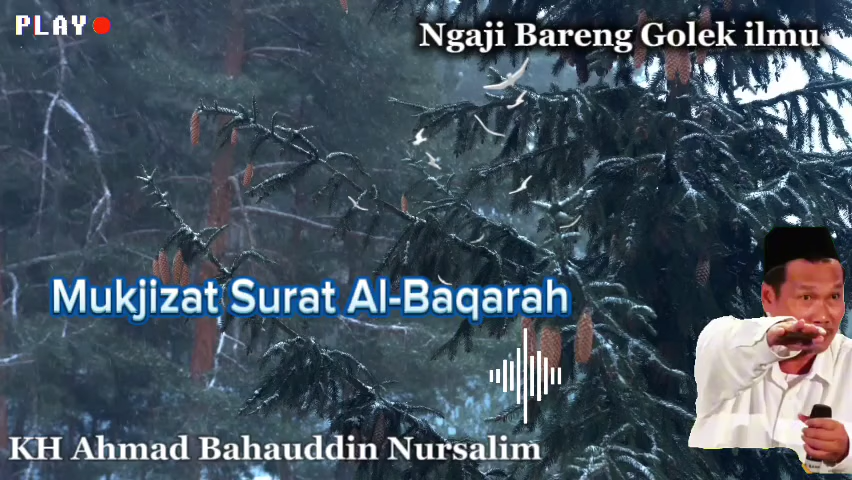 PLAY
Ngaji Bareng Golek ilmu
Mukjizat Surat Al-Baqarah
KH Ahmad Bahauddin Nursalim